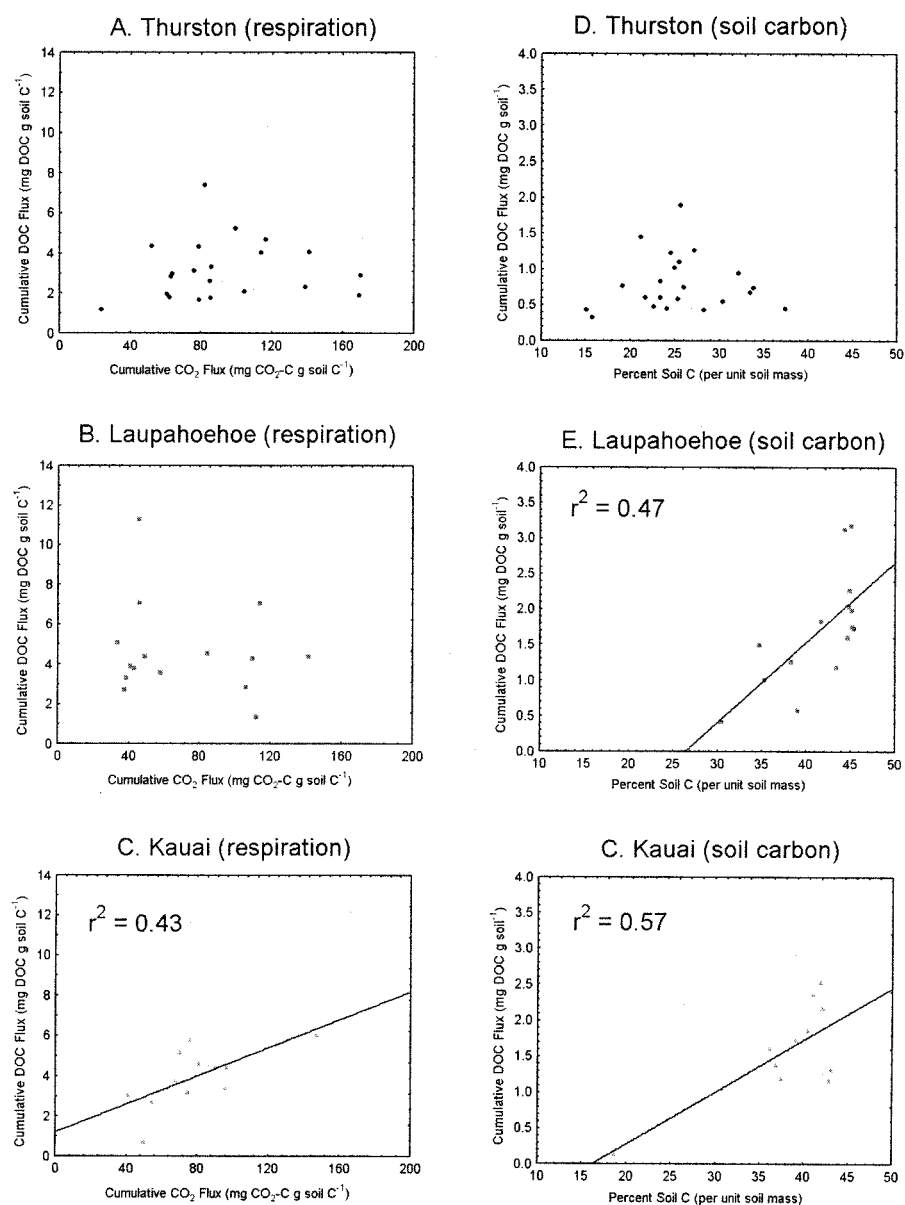 A. Thurston (respiration)
Cumulative DOC Flux (mg DOC g soil C⁻¹)
14
12
10
8
6
4
2
0
0 40 80 120 160 200
Cumulative CO₂ Flux (mg CO₂-C g soil C⁻¹)
D. Thurston (soil carbon)
Cumulative DOC Flux (mg DOC g soil⁻¹)
4.0
3.5
3.0
2.5
2.0
1.5
1.0
0.5
0.0
10 15 20 25 30 35 40 45 50
Percent Soil C (per unit soil mass)
B. Laupahoehoe (respiration)
Cumulative DOC Flux (mg DOC g soil C⁻¹)
14
12
10
8
6
4
2
0
0 40 80 120 160 200
Cumulative CO₂ Flux (mg CO₂-C g soil C⁻¹)
E. Laupahoehoe (soil carbon)
r² = 0.47
Cumulative DOC Flux (mg DOC g soil⁻¹)
4.0
3.5
3.0
2.5
2.0
1.5
1.0
0.5
0.0
10 15 20 25 30 35 40 45 50
Percent Soil C (per unit soil mass)
C. Kauai (respiration)
r² = 0.43
Cumulative DOC Flux (mg DOC g soil C⁻¹)
14
12
10
8
6
4
2
0
0 40 80 120 160 200
Cumulative CO₂ Flux (mg CO₂-C g soil C⁻¹)
C. Kauai (soil carbon)
r² = 0.57
Cumulative DOC Flux (mg DOC g soil⁻¹)
4.0
3.5
3.0
2.5
2.0
1.5
1.0
0.5
0.0
10 15 20 25 30 35 40 45 50
Percent Soil C (per unit soil mass)